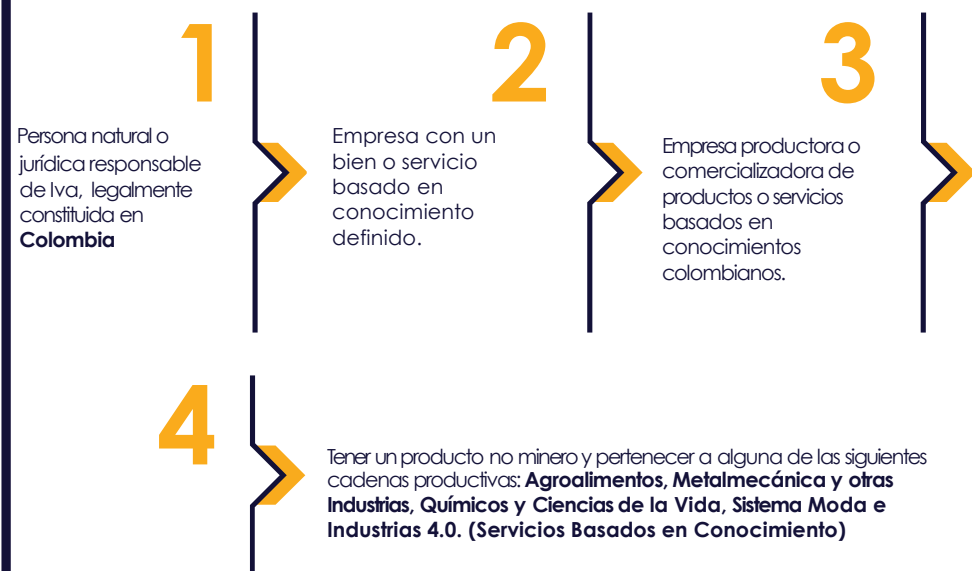 1
Persona natural o
jurídica responsable
de Iva, legalmente
constituida en
Colombia
2
Empresa con un
bien o servicio
basado en
conocimiento
definido.
3
Empresa productora o
comercializadora de
productos o servicios
basados en
conocimientos
colombianos.
4
Tener un producto no minero y pertenecer a alguna de las siguientes
cadenas productivas: Agroalimentos, Metalmecánica y otras
Industrias, Químicos y Ciencias de la Vida, Sistema Moda e
Industrias 4.0. (Servicios Basados en Conocimiento)